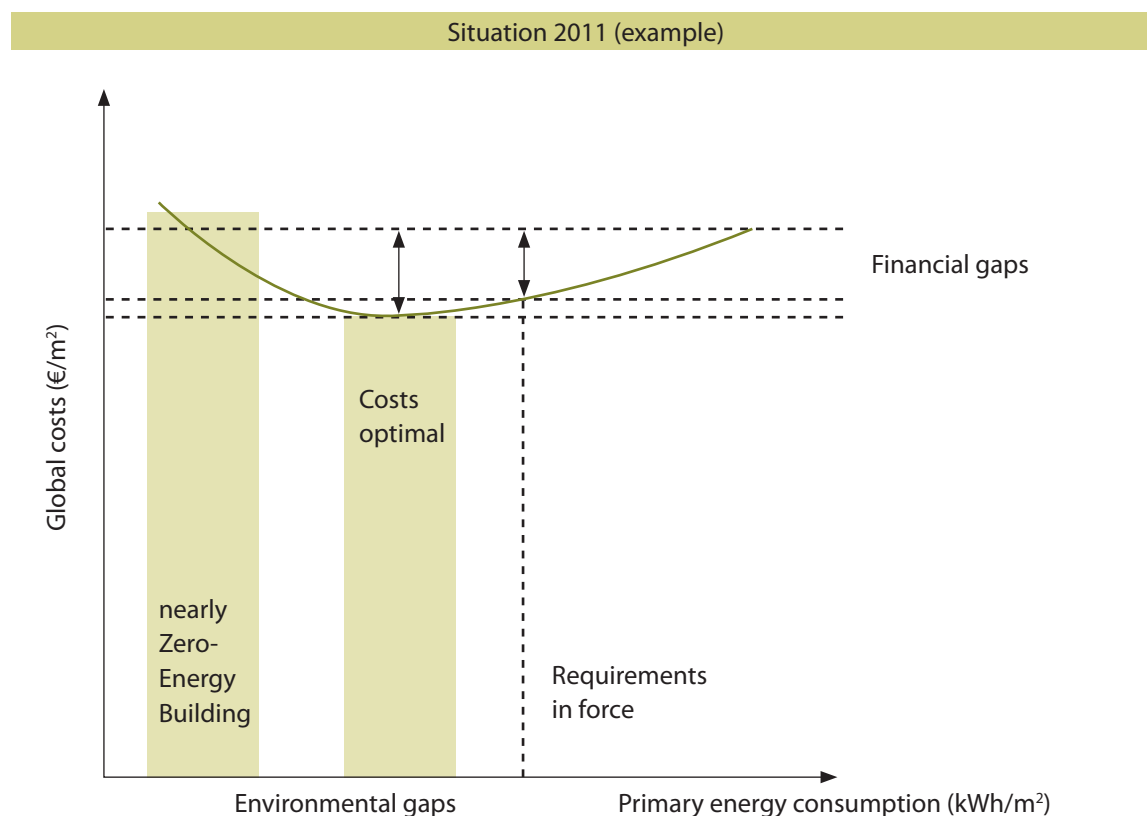 Situation 2011 (example)
Global costs (€/m²)
Financial gaps
Costs
optimal
nearly
Zero-
Energy
Building
Requirements
in force
Environmental gaps
Primary energy consumption (kWh/m²)